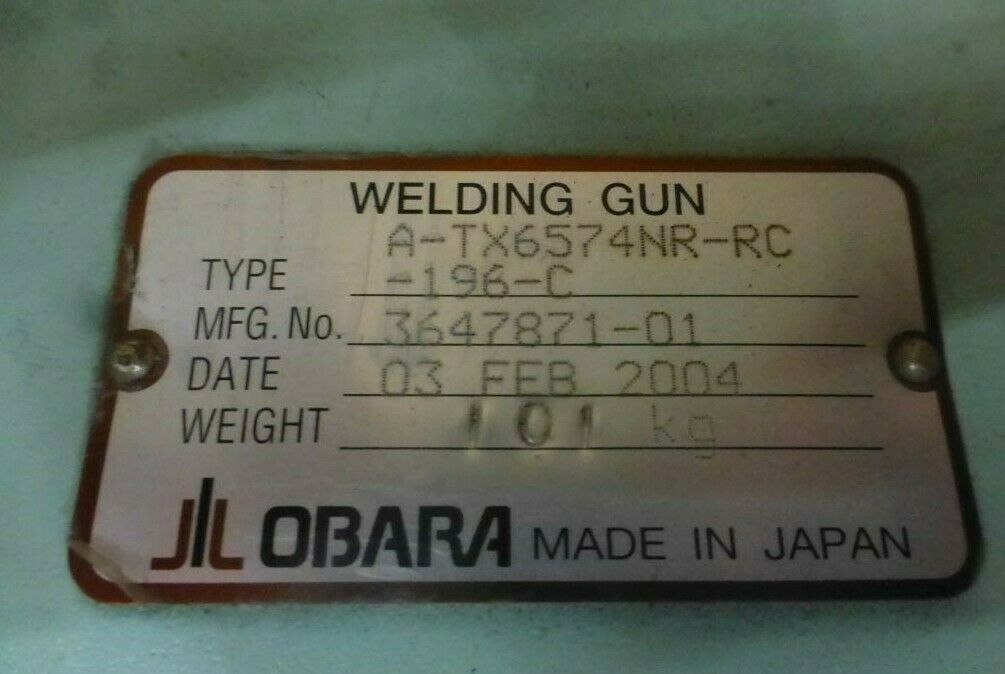 WELDING GUN
A-TX6574NR-RC
TYPE -196-C
MFG. No. 3647871-01
DATE 03 FEB 2004
WEIGHT 101 kg
OBARA MADE IN JAPAN